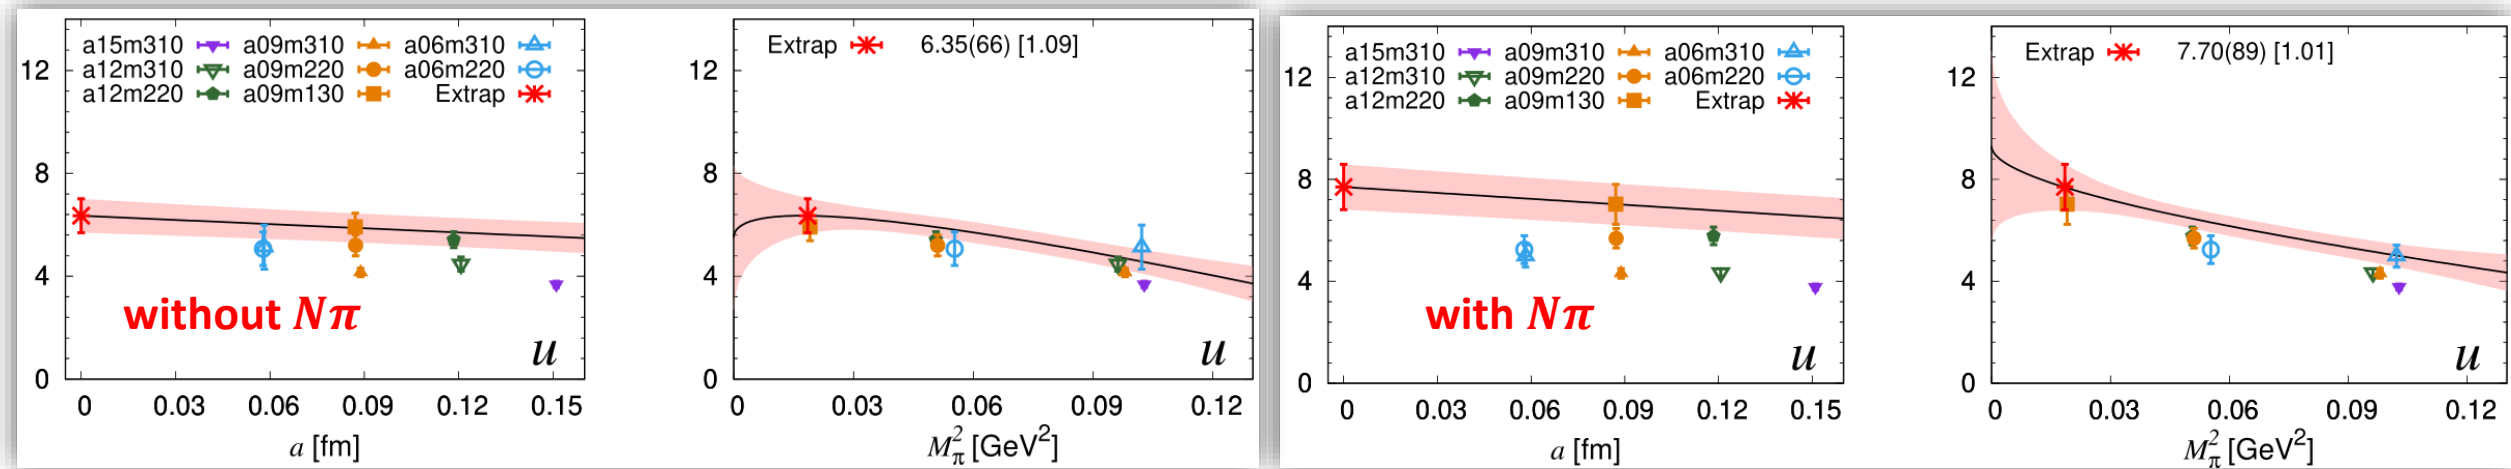 a15m310 a09m310 a06m310
a12m310 a09m220 a06m220
a12m220 a09m130 Extrap
12
8
4
0
without Nπ
u
0 0.03 0.06 0.09 0.12 0.15
a [fm]
Extrap 6.35(66) [1.09]
12
8
4
0
u
0 0.03 0.06 0.09 0.12
M_π^2 [GeV^2]
a15m310 a09m310 a06m310
a12m310 a09m220 a06m220
a12m220 a09m130 Extrap
12
8
4
0
with Nπ
u
0 0.03 0.06 0.09 0.12 0.15
a [fm]
Extrap 7.70(89) [1.01]
12
8
4
0
u
0 0.03 0.06 0.09 0.12
M_π^2 [GeV^2]